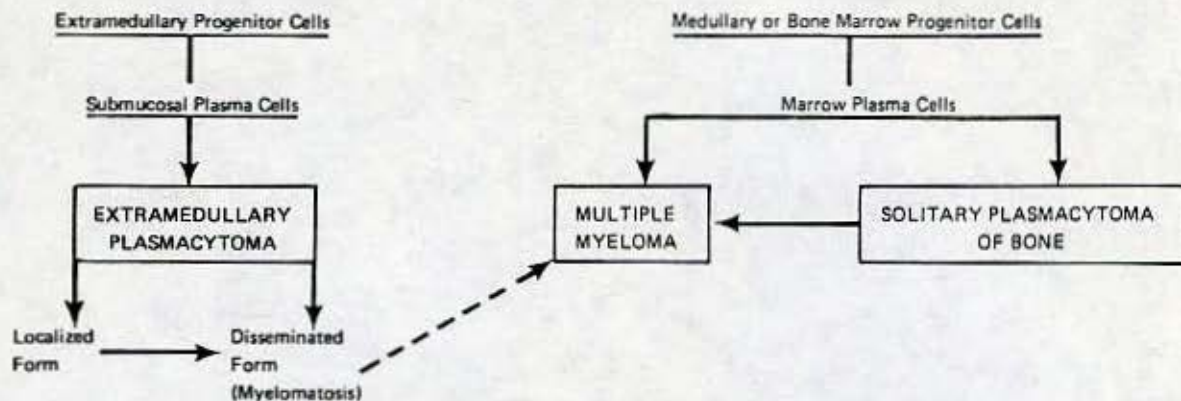 Extramedullary Progenitor Cells
Submucosal Plasma Cells
EXTRAMEDULLARY
PLASMACYTOMA
Localized
Form
Disseminated
Form
(Myelomatosis)
Medullary or Bone Marrow Progenitor Cells
Marrow Plasma Cells
MULTIPLE
MYELOMA
SOLITARY PLASMACYTOMA
OF BONE